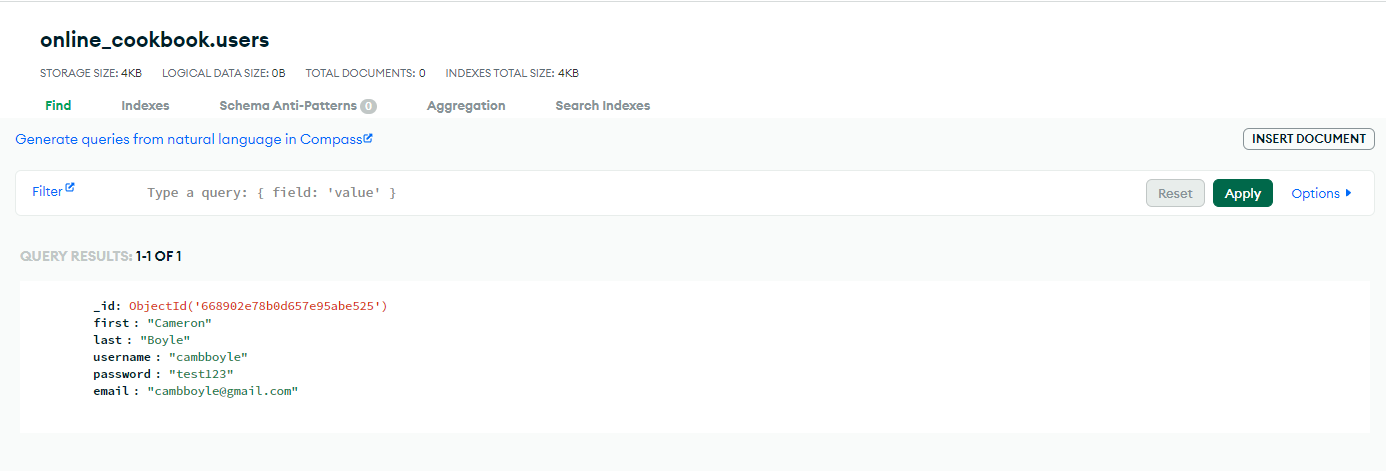 online_cookbook.users
STORAGE SIZE: 4KB LOGICAL DATA SIZE: 0B TOTAL DOCUMENTS: 0 INDEXES TOTAL SIZE: 4KB
Find Indexes Schema Anti-Patterns 0 Aggregation Search Indexes
Generate queries from natural language in Compass
INSERT DOCUMENT
Filter Type a query: { field: 'value' } Reset Apply Options
QUERY RESULTS: 1-1 OF 1
_id: ObjectId('668902e78b0d657e95abe525')
first : "Cameron"
last : "Boyle"
username : "cambboyle"
password : "test123"
email : "cambboyle@gmail.com"